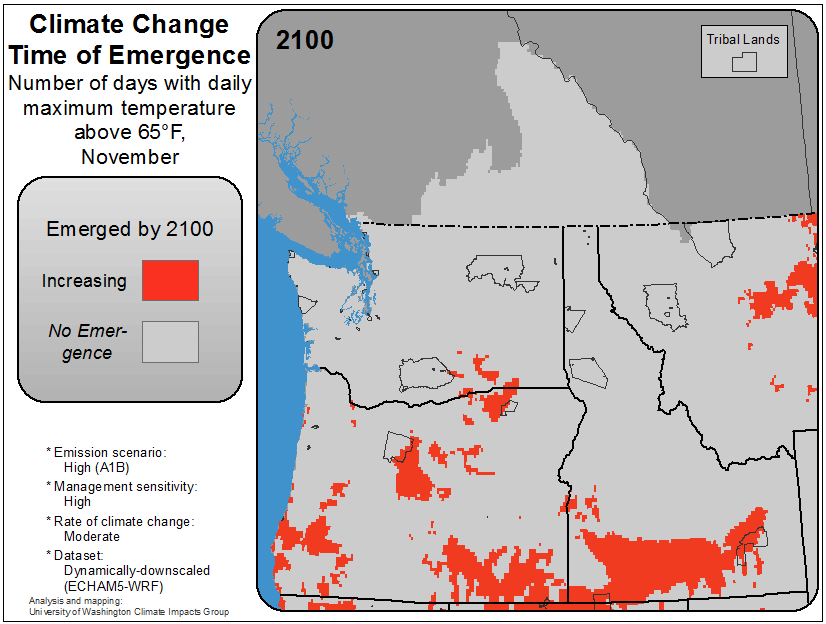 Climate Change
Time of Emergence
Number of days with daily
maximum temperature
above 65°F,
November
Emerged by 2100
Increasing
No Emer-
gence
* Emission scenario:
High (A1B)
* Management sensitivity:
High
* Rate of climate change:
Moderate
* Dataset:
Dynamically-downscaled
(ECHAM5-WRF)
Analysis and mapping:
University of Washington Climate Impacts Group
2100
Tribal Lands